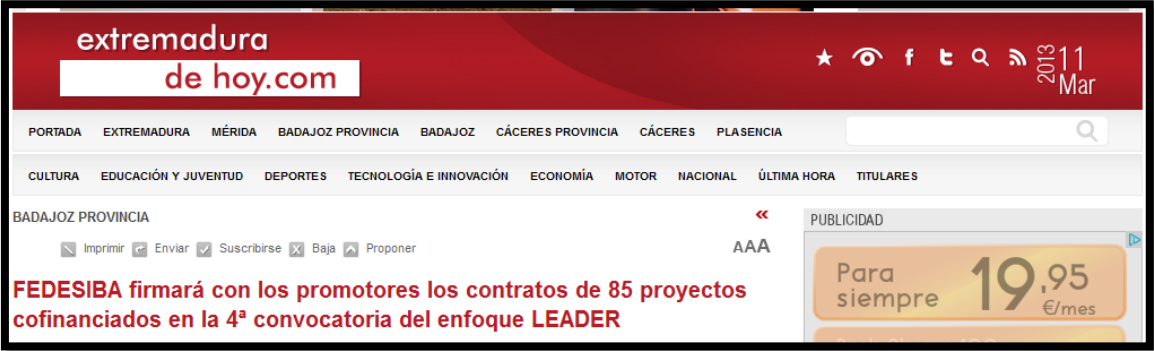 extremadura
de hoy.com
2013 11
Mar
PORTADA EXTREMADURA MÉRIDA BADAJOZ PROVINCIA BADAJOZ CÁCERES PROVINCIA CÁCERES PLASENCIA
CULTURA EDUCACIÓN Y JUVENTUD DEPORTES TECNOLOGÍA E INNOVACIÓN ECONOMÍA MOTOR NACIONAL ÚLTIMA HORA TITULARES
BADAJOZ PROVINCIA «
Imprimir Enviar Suscribirse Baja Proponer AAA
FEDESIBA firmará con los promotores los contratos de 85 proyectos
cofinanciados en la 4ª convocatoria del enfoque LEADER
PUBLICIDAD
Para
siempre 19,95
€/mes